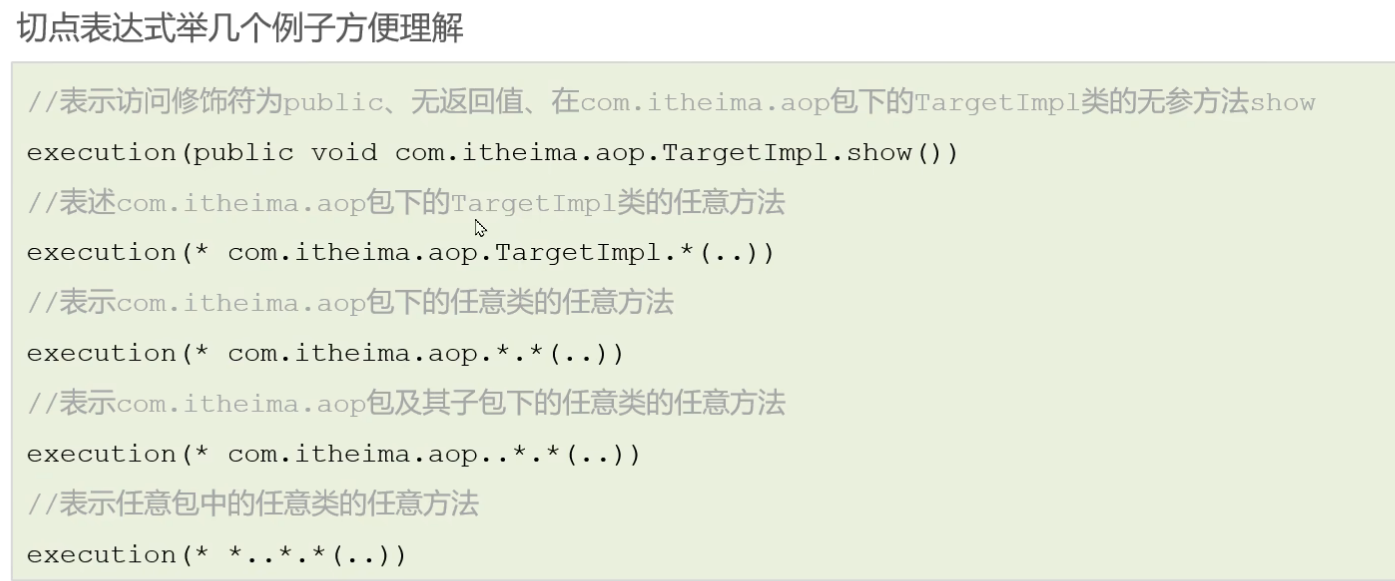 切点表达式举几个例子方便理解
//表示访问修饰符为public、无返回值、在com.itheima.aop包下的TargetImpl类的无参方法show
execution(public void com.itheima.aop.TargetImpl.show())
//表述com.itheima.aop包下的TargetImpl类的任意方法
execution(* com.itheima.aop.TargetImpl.*(..))
//表示com.itheima.aop包下的任意类的任意方法
execution(* com.itheima.aop.*.*(..))
//表示com.itheima.aop包及其子包下的任意类的任意方法
execution(* com.itheima.aop..*.*(..))
//表示任意包中的任意类的任意方法
execution(* *..*.*(..))